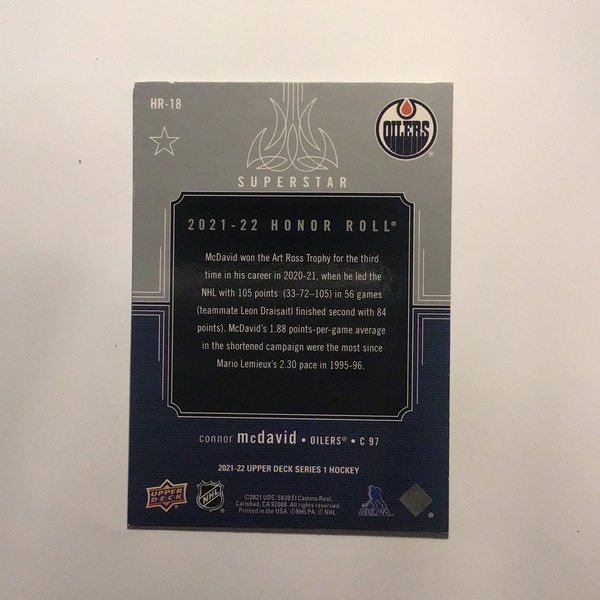 HR-18
OILERS
SUPERSTAR
2021-22 HONOR ROLL®
McDavid won the Art Ross Trophy for the third
time in his career in 2020-21, when he led the
NHL with 105 points (33-72–105) in 56 games
(teammate Leon Draisaitl finished second with 84
points). McDavid's 1.88 points-per-game average
in the shortened campaign were the most since
Mario Lemieux's 2.30 pace in 1995-96.
connor mcdavid • OILERS® • C 97
2021-22 UPPER DECK SERIES 1 HOCKEY
UPPER
DECK
NHL
©2021 UDC, 5830 El Camino Real,
Carlsbad, CA 92008. All rights reserved.
Printed in the USA. ©NHLPA. © NHL
NHLPA